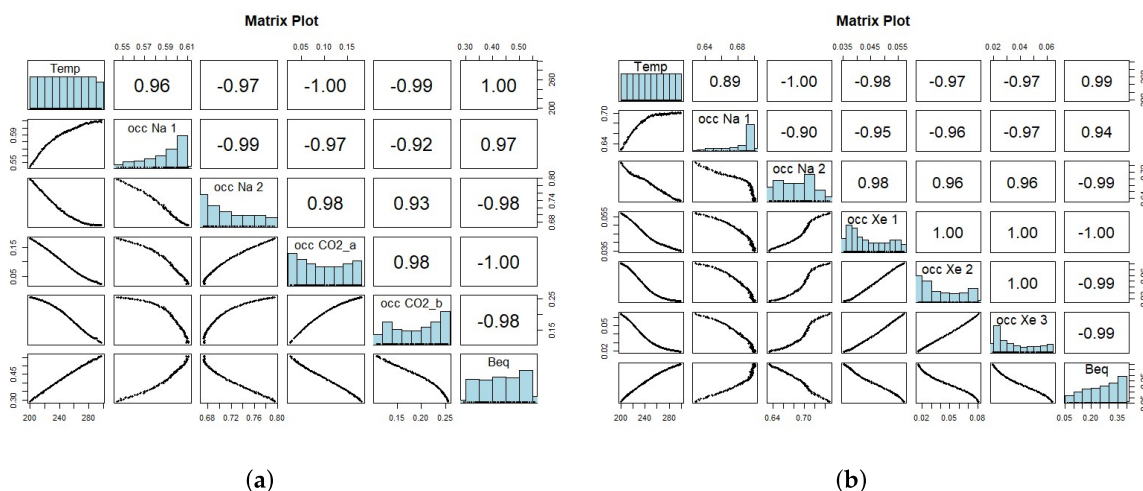 Matrix Plot
0.55 0.57 0.59 0.61 0.05 0.10 0.15 0.30 0.40 0.50
Temp 0.96 -0.97 -1.00 -0.99 1.00 200 260
0.55 0.59 occ Na 1 -0.99 -0.97 -0.92 0.97
occ Na 2 0.98 0.93 -0.98 0.68 0.74 0.80
0.05 0.15 occ CO2_a 0.98 -1.00
occ CO2_b -0.98 0.15 0.25
0.30 0.45 Beq
200 240 280 0.68 0.72 0.76 0.80 0.15 0.20 0.25
(a)
Matrix Plot
0.64 0.68 0.035 0.045 0.055 0.02 0.04 0.06
Temp 0.89 -1.00 -0.98 -0.97 -0.97 0.99
0.64 0.70 occ Na 1 -0.90 -0.95 -0.96 -0.97 0.94
occ Na 2 0.98 0.96 0.96 -0.99 0.64 0.70
0.035 0.055 occ Xe 1 1.00 1.00 -1.00
occ Xe 2 1.00 -0.99
0.02 0.05 occ Xe 3 -0.99
Beq
200 240 280 0.64 0.70 0.02 0.05 0.08 0.05 0.15 0.25 0.35
(b)